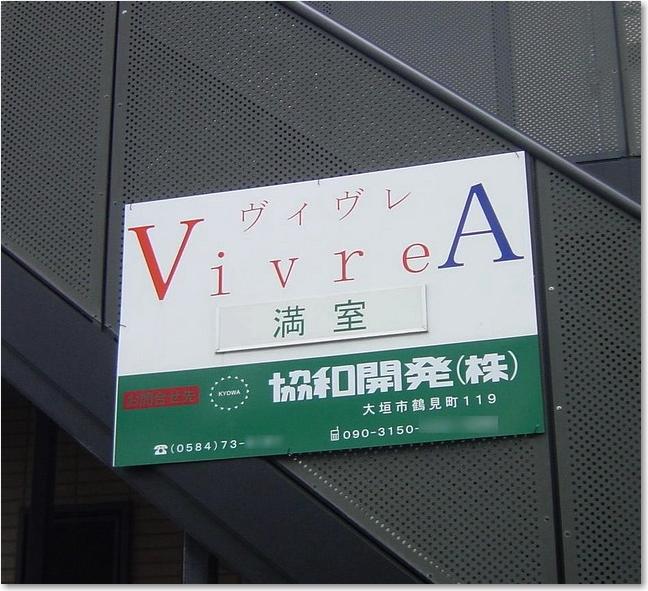 ヴィヴレ
VivreA
満室
お問合せ先
KYOWA
協和開発(株)
大垣市鶴見町119
☎(0584)73-
090-3150-